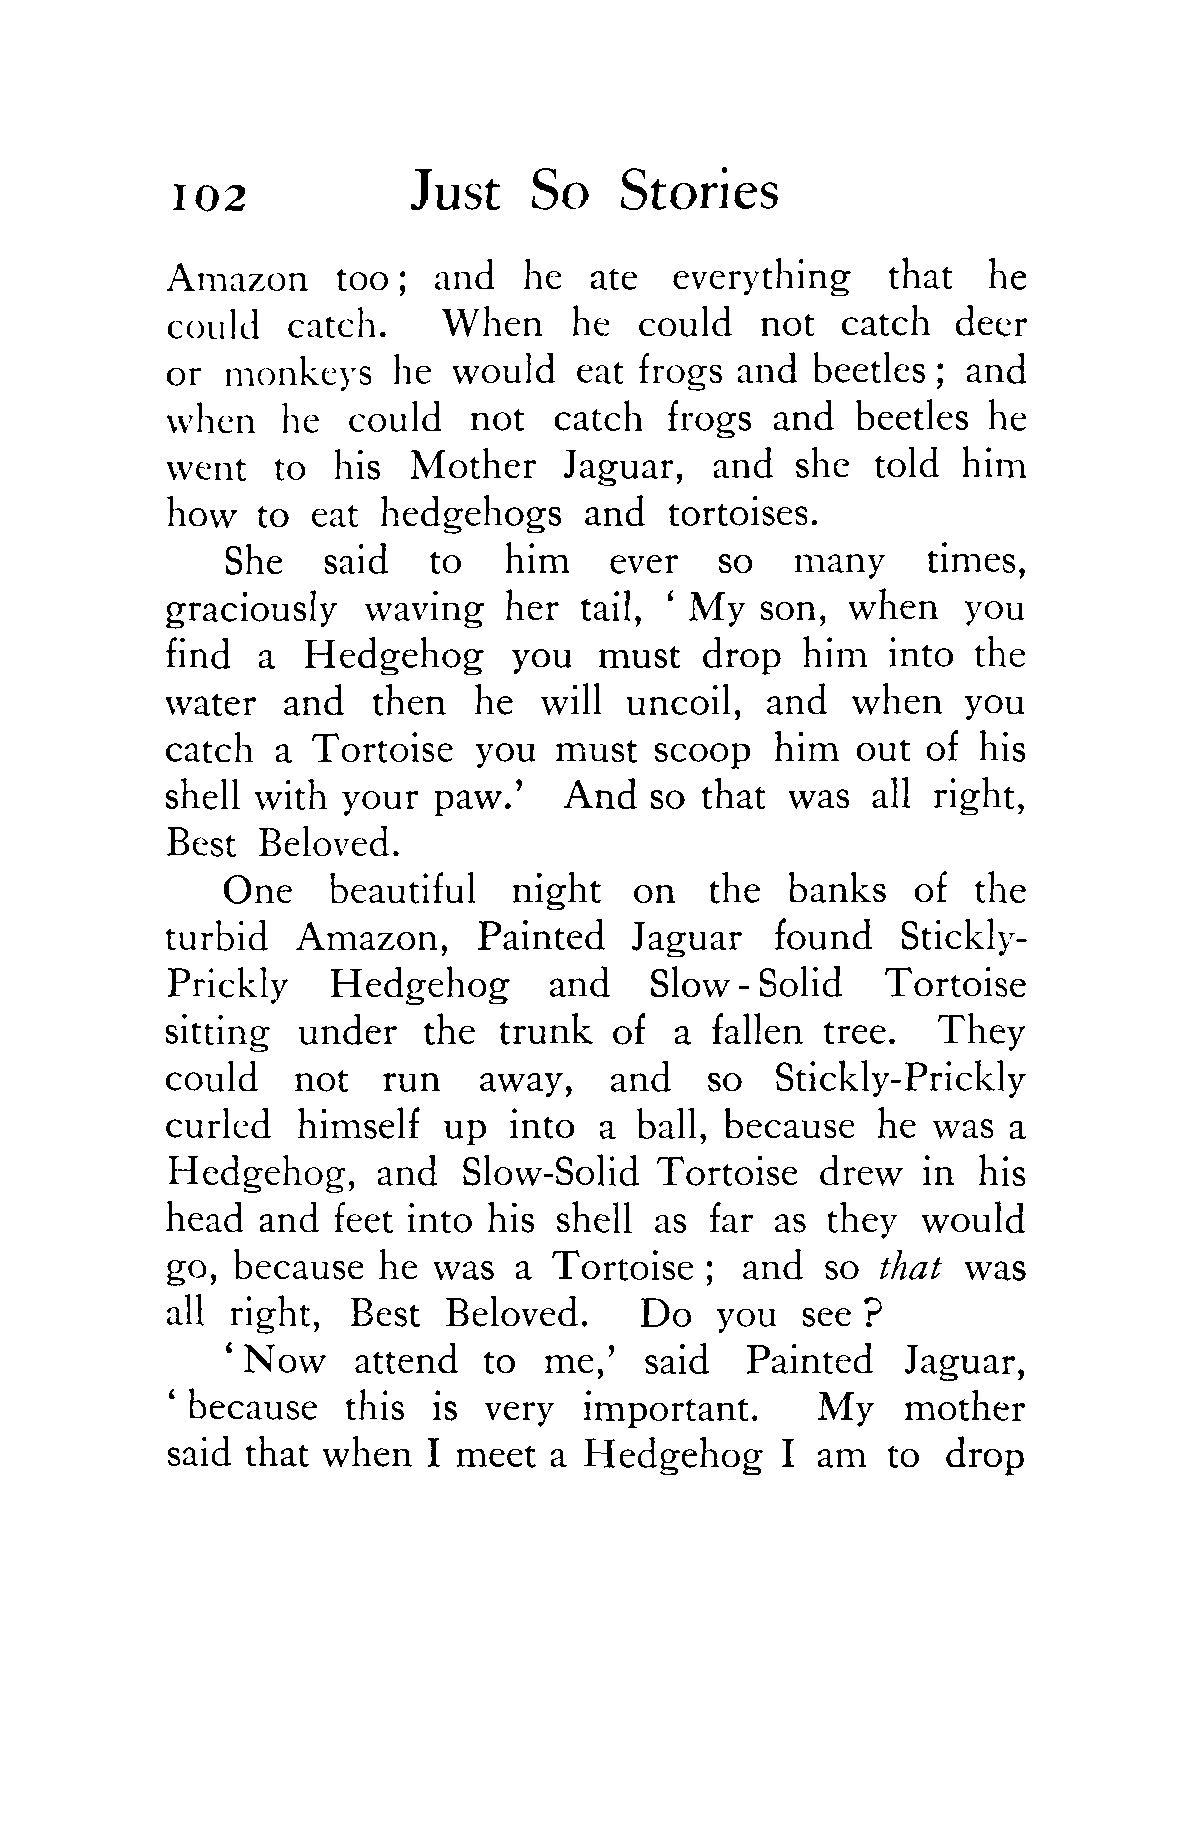 102 Just So Stories
Amazon too; and he ate everything that he
could catch. When he could not catch deer
or monkeys he would eat frogs and beetles; and
when he could not catch frogs and beetles he
went to his Mother Jaguar, and she told him
how to eat hedgehogs and tortoises.
She said to him ever so many times,
graciously waving her tail, ‘ My son, when you
find a Hedgehog you must drop him into the
water and then he will uncoil, and when you
catch a Tortoise you must scoop him out of his
shell with your paw.’ And so that was all right,
Best Beloved.
One beautiful night on the banks of the
turbid Amazon, Painted Jaguar found Stickly-
Prickly Hedgehog and Slow-Solid Tortoise
sitting under the trunk of a fallen tree. They
could not run away, and so Stickly-Prickly
curled himself up into a ball, because he was a
Hedgehog, and Slow-Solid Tortoise drew in his
head and feet into his shell as far as they would
go, because he was a Tortoise; and so that was
all right, Best Beloved. Do you see?
‘ Now attend to me,’ said Painted Jaguar,
‘ because this is very important. My mother
said that when I meet a Hedgehog I am to drop